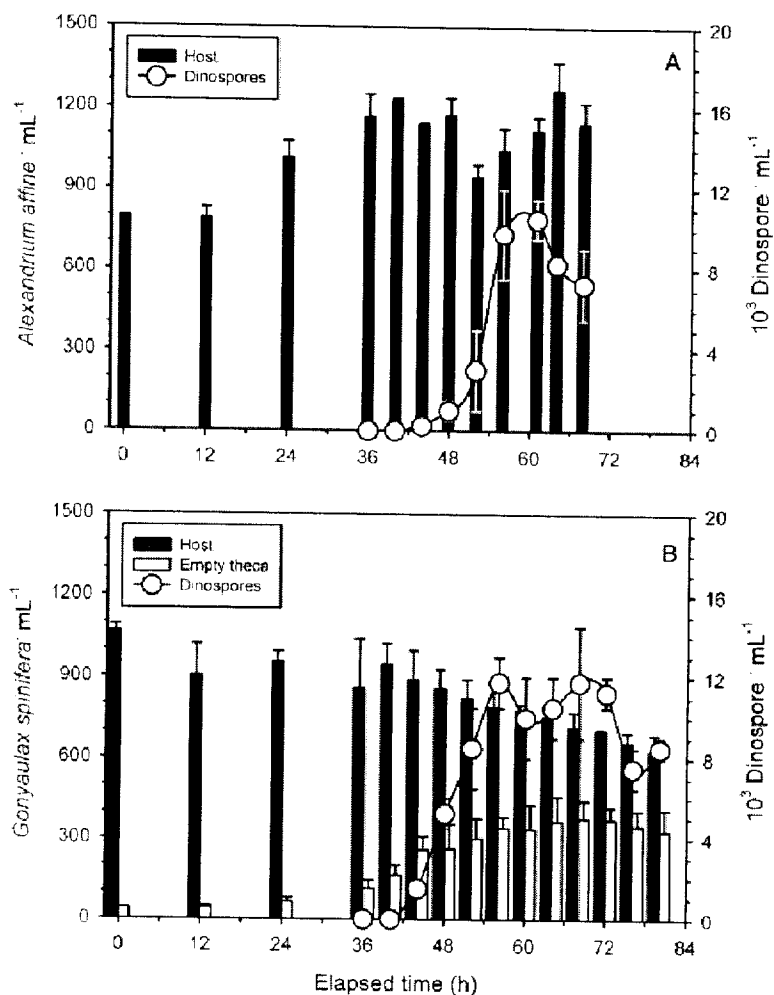 A
Host
Dinospores
1500
1200
900
600
300
0
Alexandrium affine · mL⁻¹
20
16
12
8
4
0
10³ Dinospore · mL⁻¹
0 12 24 36 48 60 72 84
B
Host
Empty theca
Dinospores
1500
1200
900
600
300
0
Gonyaulax spinifera · mL⁻¹
20
16
12
8
4
0
10³ Dinospore · mL⁻¹
0 12 24 36 48 60 72 84
Elapsed time (h)